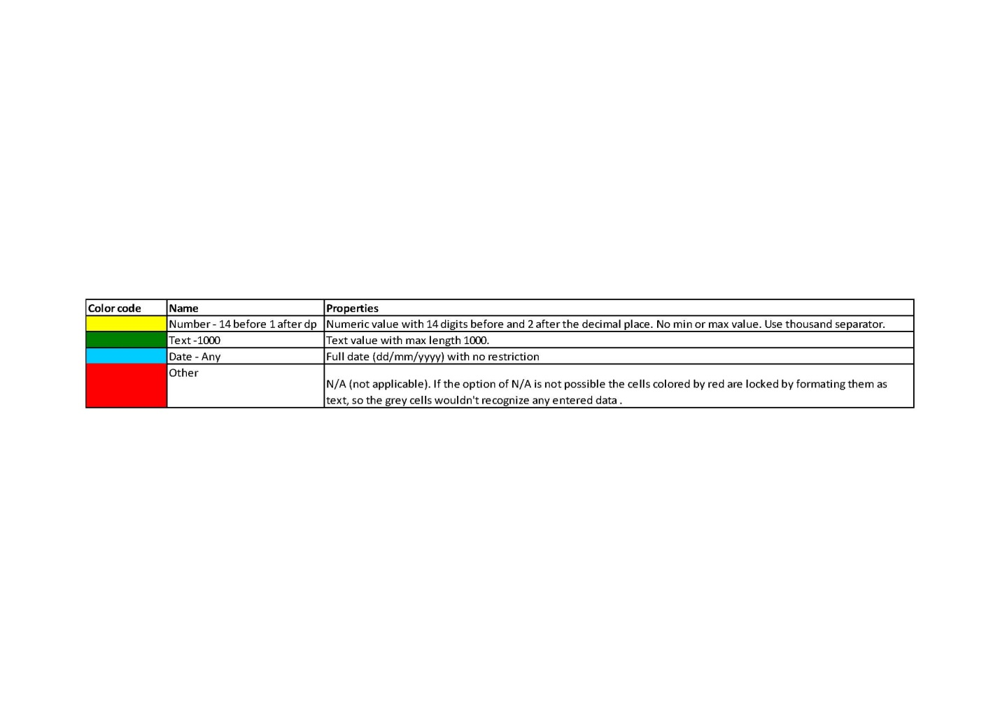 Color code Name Properties
Number - 14 before 1 after dp Numeric value with 14 digits before and 2 after the decimal place. No min or max value. Use thousand separator.
Text -1000 Text value with max length 1000.
Date - Any Full date (dd/mm/yyyy) with no restriction
Other
N/A (not applicable). If the option of N/A is not possible the cells colored by red are locked by formating them as
text, so the grey cells wouldn't recognize any entered data .